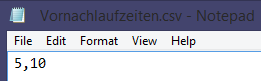 Vornachlaufzeiten.csv - Notepad
File Edit Format View Help
5,10